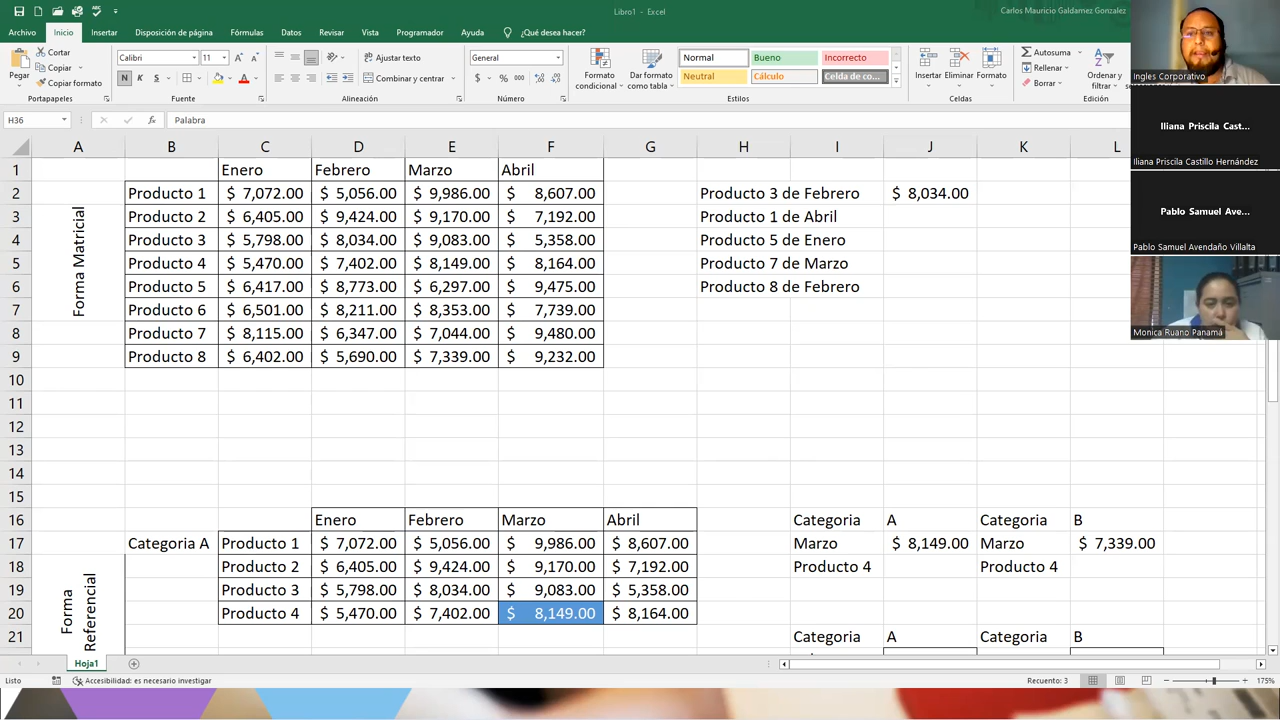 Libro1 - Excel
Carlos Mauricio Galdamez Gonzalez
Archivo Inicio Insertar Disposición de página Fórmulas Datos Revisar Vista Programador Ayuda ¿Qué desea hacer?
Pegar Cortar Copiar Copiar formato
Calibri 11 N K S
Ajustar texto Combinar y centrar
General $ % 000
Formato condicional Dar formato como tabla
Normal Bueno Incorrecto
Neutral Cálculo Celda de co...
Insertar Eliminar Formato
Autosuma Rellenar Borrar
Ordenar y filtrar
Portapapeles Fuente Alineación Número Estilos Celdas Edición
H36 fx Palabra
A B C D E F G H I J K L
1 Enero Febrero Marzo Abril
2 Producto 1 $ 7,072.00 $ 5,056.00 $ 9,986.00 $ 8,607.00 Producto 3 de Febrero $ 8,034.00
3 Producto 2 $ 6,405.00 $ 9,424.00 $ 9,170.00 $ 7,192.00 Producto 1 de Abril
4 Producto 3 $ 5,798.00 $ 8,034.00 $ 9,083.00 $ 5,358.00 Producto 5 de Enero
5 Producto 4 $ 5,470.00 $ 7,402.00 $ 8,149.00 $ 8,164.00 Producto 7 de Marzo
6 Producto 5 $ 6,417.00 $ 8,773.00 $ 6,297.00 $ 9,475.00 Producto 8 de Febrero
7 Producto 6 $ 6,501.00 $ 8,211.00 $ 8,353.00 $ 7,739.00
8 Producto 7 $ 8,115.00 $ 6,347.00 $ 7,044.00 $ 9,480.00
9 Producto 8 $ 6,402.00 $ 5,690.00 $ 7,339.00 $ 9,232.00
Forma Matricial
10
11
12
13
14
15
16 Enero Febrero Marzo Abril Categoria A Categoria B
17 Categoria A Producto 1 $ 7,072.00 $ 5,056.00 $ 9,986.00 $ 8,607.00 Marzo $ 8,149.00 Marzo $ 7,339.00
18 Producto 2 $ 6,405.00 $ 9,424.00 $ 9,170.00 $ 7,192.00 Producto 4 Producto 4
19 Producto 3 $ 5,798.00 $ 8,034.00 $ 9,083.00 $ 5,358.00
20 Producto 4 $ 5,470.00 $ 7,402.00 $ 8,149.00 $ 8,164.00
21 Categoria A Categoria B
Forma
Referencial
Hoja1
Listo Accesibilidad: es necesario investigar Recuento: 3 175%
Ingles Corporativo
Iliana Priscila Cast...
Iliana Priscila Castillo Hernández
Pablo Samuel Ave...
Pablo Samuel Avendaño Villalta
Monica Ruano Panamá